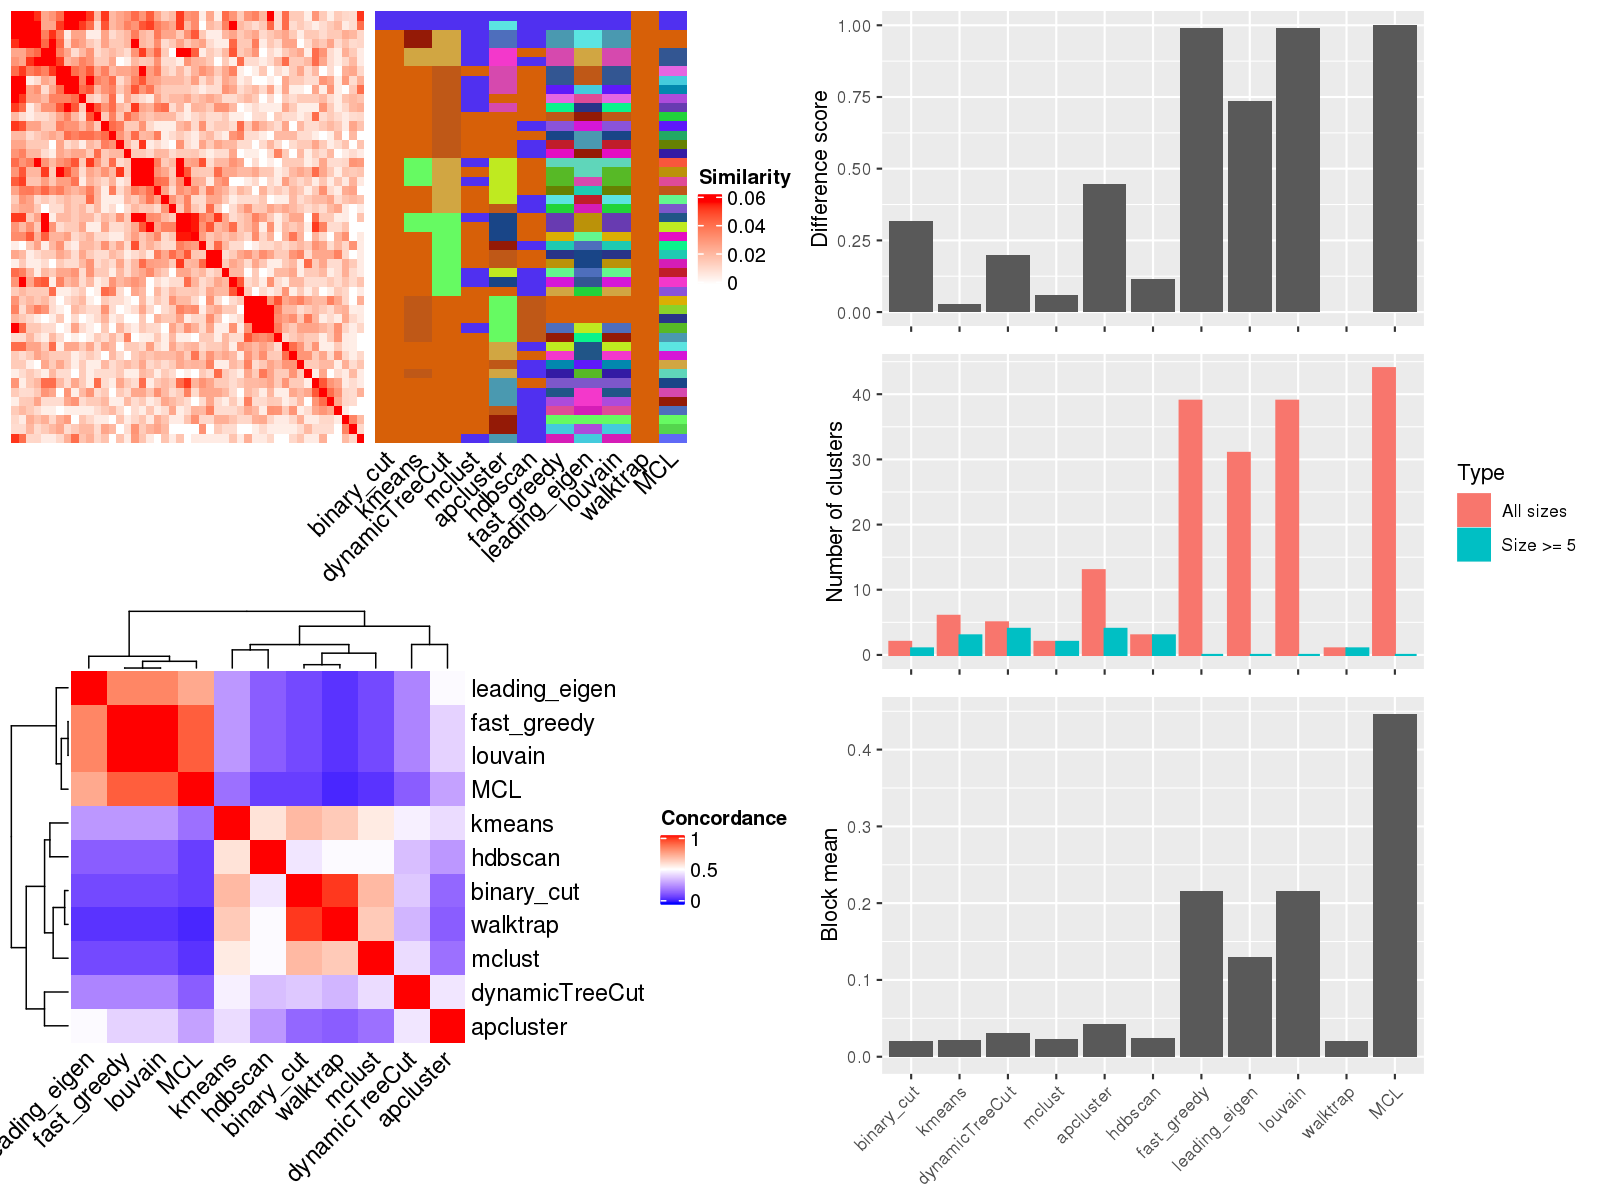 Similarity
0.06
0.04
0.02
0
binary_cut
kmeans
dynamicTreeCut
mclust
apcluster
hdbscan
fast_greedy
leading_eigen
louvain
walktrap
MCL
leading_eigen
fast_greedy
louvain
MCL
kmeans
hdbscan
binary_cut
walktrap
mclust
dynamicTreeCut
apcluster
Concordance
1
0.5
0
eading_eigen
fast_greedy
louvain
MCL
kmeans
hdbscan
binary_cut
walktrap
mclust
dynamicTreeCut
apcluster
Difference score
1.00
0.75
0.50
0.25
0.00
Number of clusters
40
30
20
10
0
Type
All sizes
Size >= 5
Block mean
0.4
0.3
0.2
0.1
0.0
binary_cut
kmeans
dynamicTreeCut
mclust
apcluster
hdbscan
fast_greedy
leading_eigen
louvain
walktrap
MCL